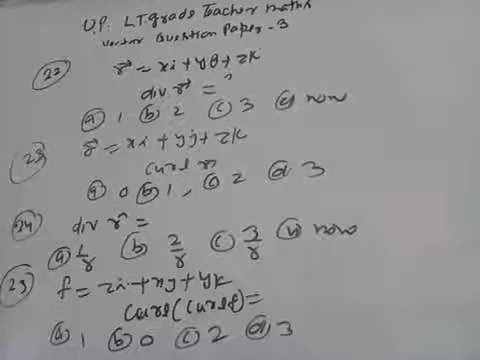 U.P. L.T. grade Teacher maths
Vector Question Paper - 3
(22) r⃗ = xi + yj + zk
div r⃗ = ?
(a) 1 (b) 2 (c) 3 (d) none
(23) r⃗ = xi + yj + zk
curl r⃗
(a) 0 (b) 1, (c) 2 (d) 3
(24) div r̂ =
(a) 1/r (b) 2/r (c) 3/r (d) none
(25) f = zi + xj + yk
curl (curl f) =
(a) 1 (b) 0 (c) 2 (d) 3